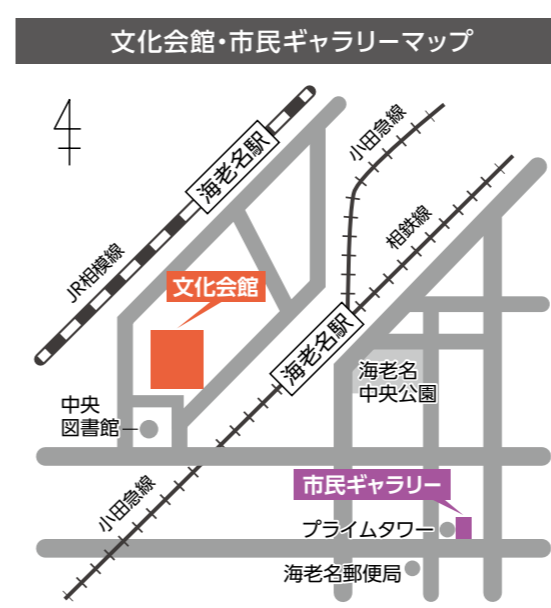 文化会館・市民ギャラリーマップ
小田急線
海老名駅
相鉄線
JR相模線
文化会館
海老名駅
海老名
中央公園
中央
図書館
市民ギャラリー
小田急線
プライムタワー
海老名郵便局